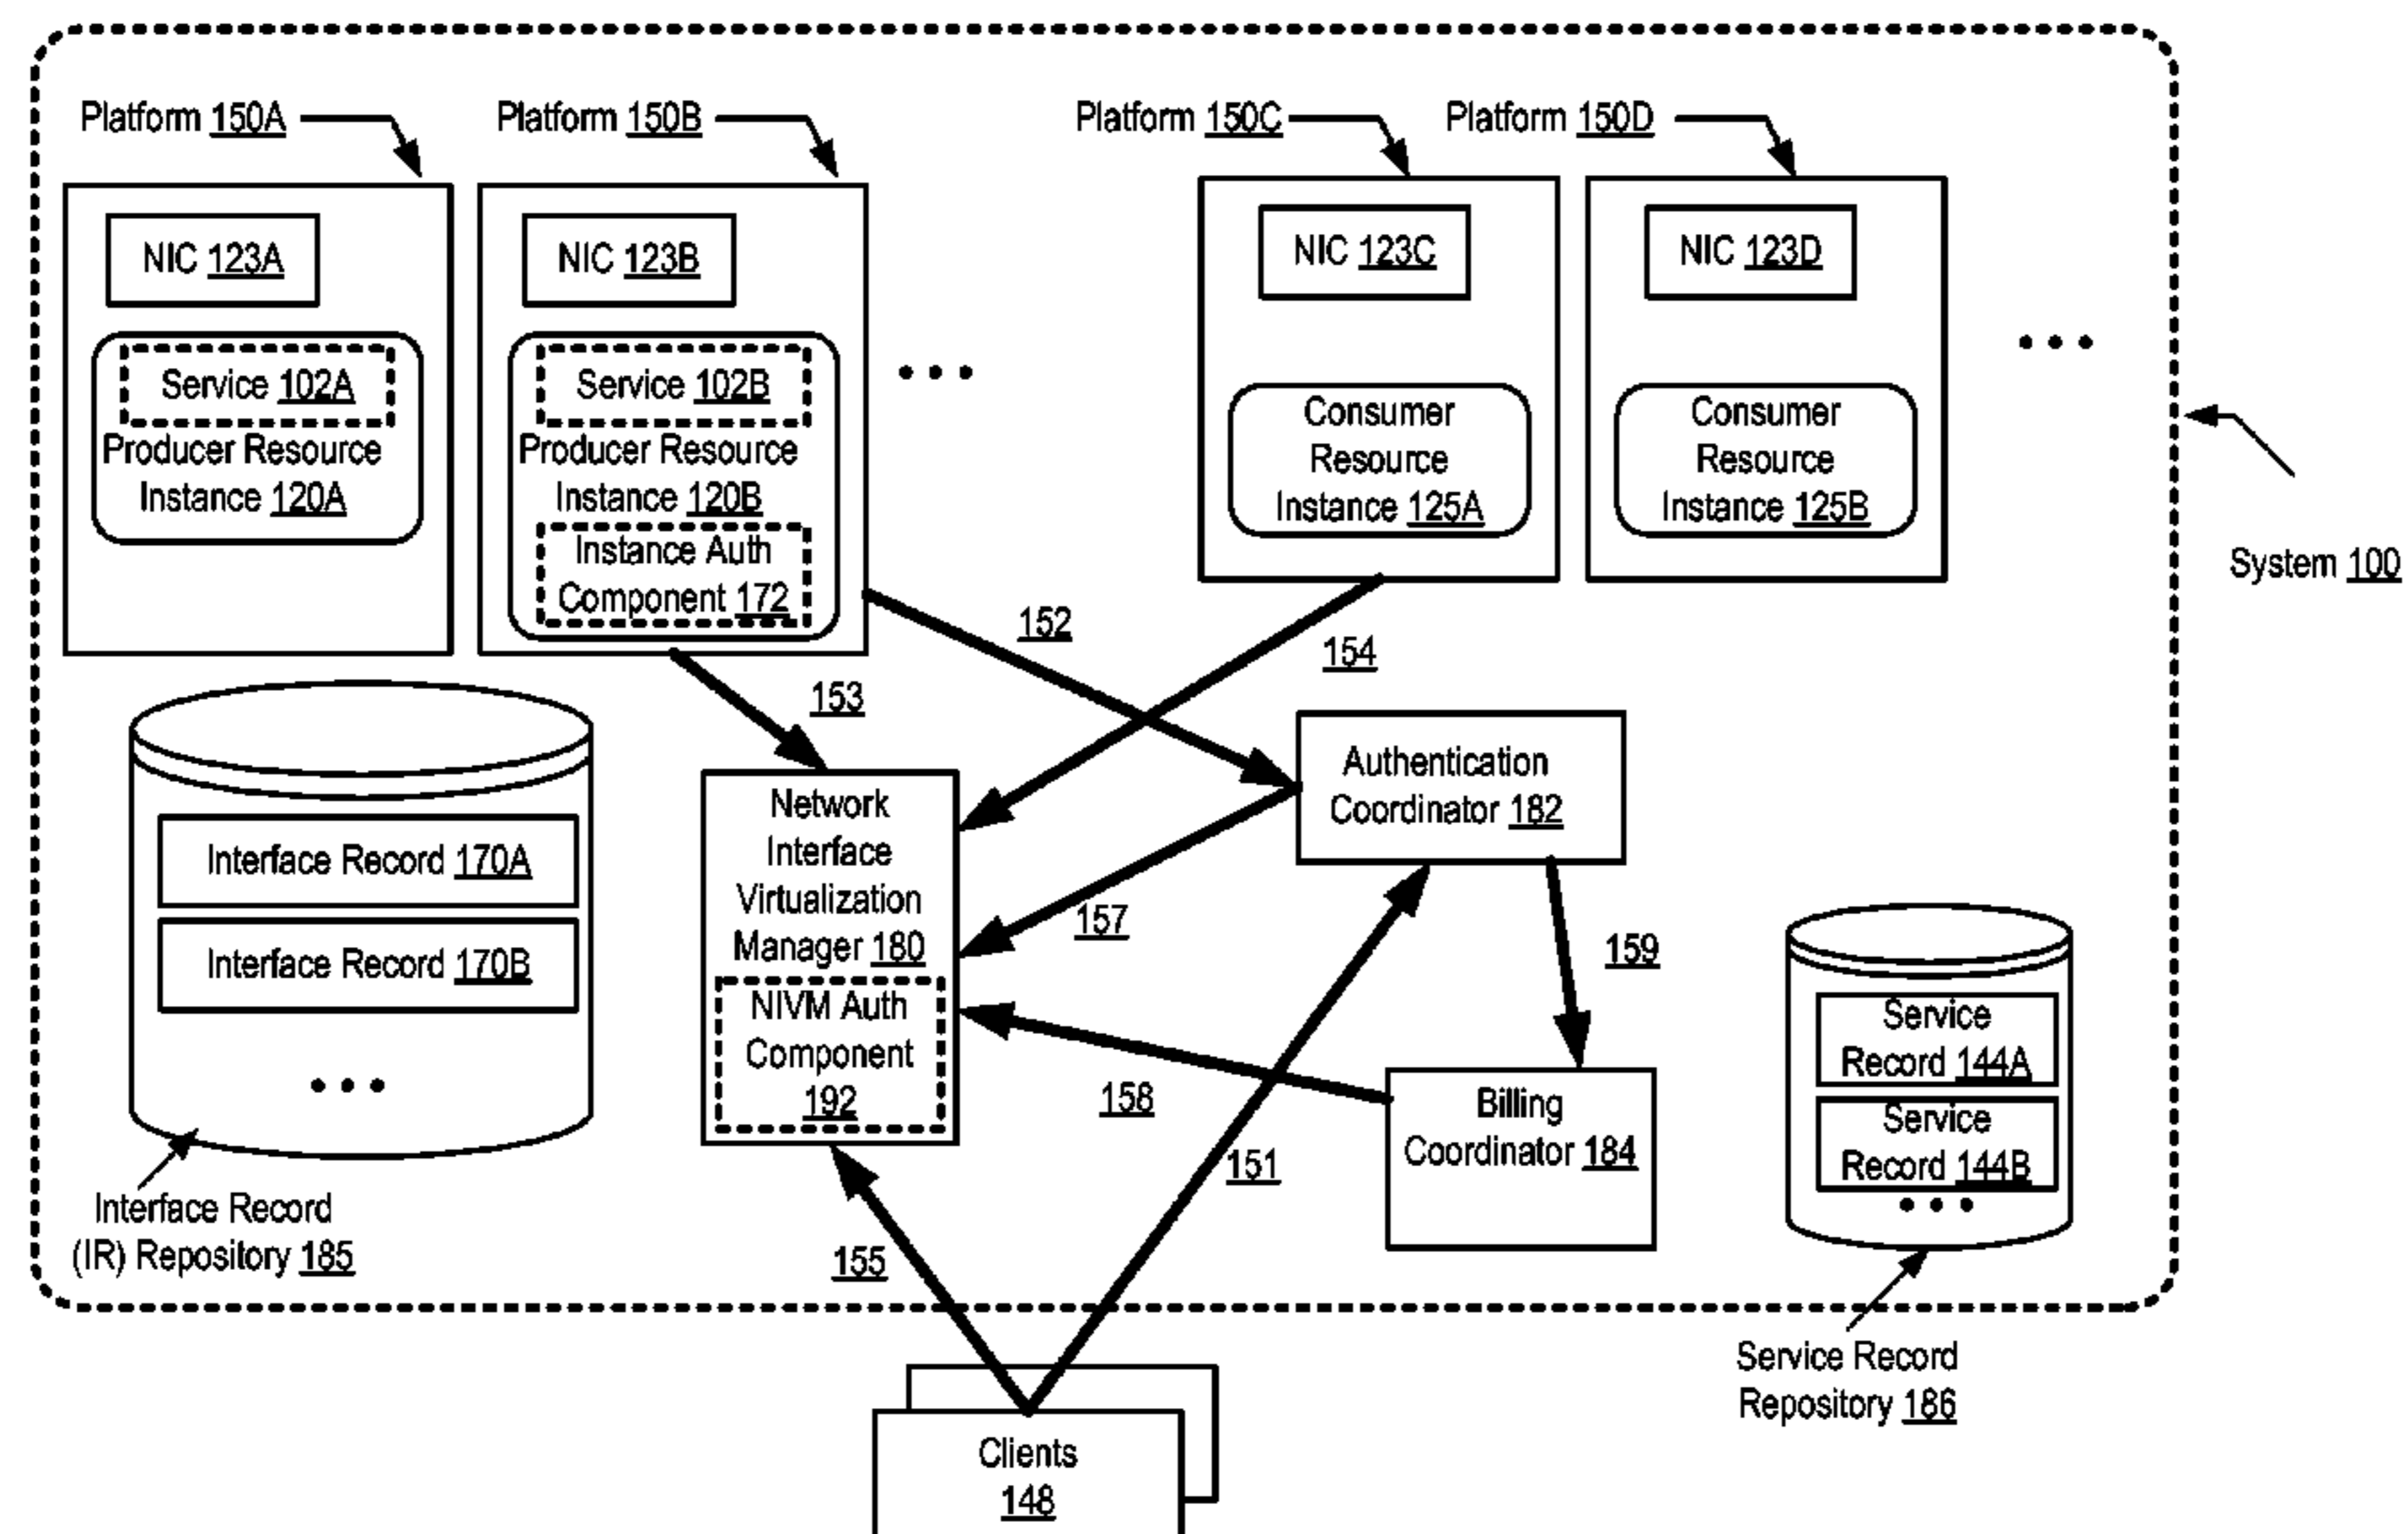 Platform 150A
Platform 150B
Platform 150C
Platform 150D
NIC 123A
NIC 123B
NIC 123C
NIC 123D
Service 102A
Producer Resource
Instance 120A
Service 102B
Producer Resource
Instance 120B
Instance Auth
Component 172
Consumer
Resource
Instance 125A
Consumer
Resource
Instance 125B
System 100
152
154
153
Interface Record 170A
Interface Record 170B
Interface Record
(IR) Repository 185
Network
Interface
Virtualization
Manager 180
NIVM Auth
Component
192
Authentication
Coordinator 182
157
159
158
151
155
Billing
Coordinator 184
Service
Record 144A
Service
Record 144B
Service Record
Repository 186
Clients
148